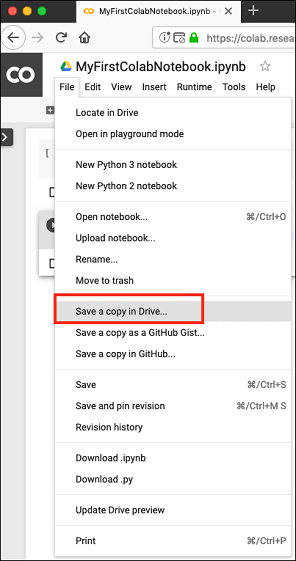 MyFirstColabNotebook.ipynb
https://colab.resea
CO
MyFirstColabNotebook.ipynb
File Edit View Insert Runtime Tools Help
Locate in Drive
Open in playground mode
New Python 3 notebook
New Python 2 notebook
Open notebook... ⌘/Ctrl+O
Upload notebook...
Rename...
Move to trash
Save a copy in Drive...
Save a copy as a GitHub Gist...
Save a copy in GitHub...
Save ⌘/Ctrl+S
Save and pin revision ⌘/Ctrl+M S
Revision history
Download .ipynb
Download .py
Update Drive preview
Print ⌘/Ctrl+P